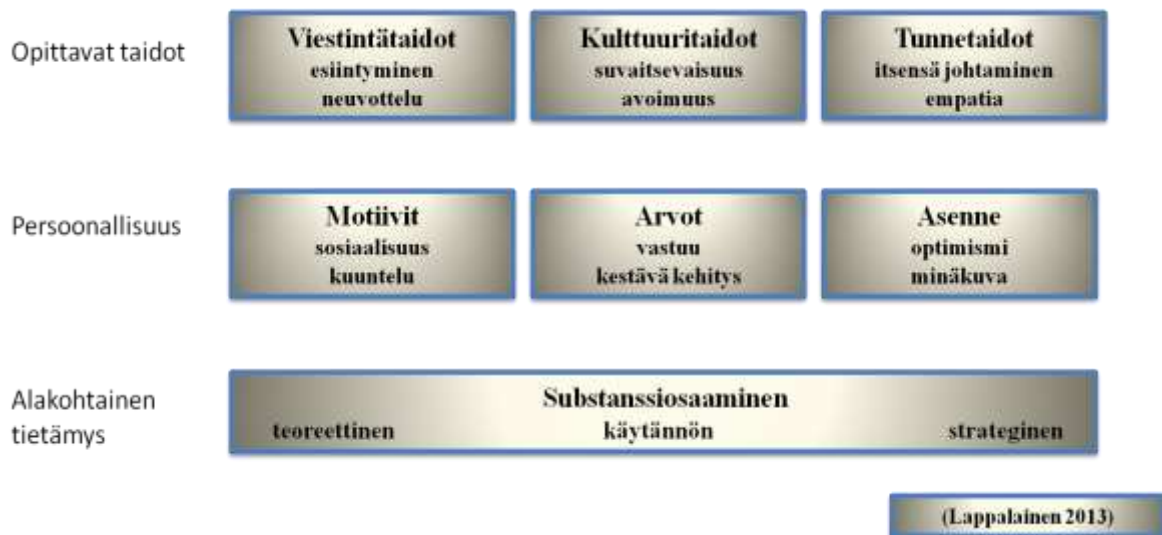 Opittavat taidot
Viestintätaidot
esiintyminen
neuvottelu
Kulttuuritaidot
suvaitsevaisuus
avoimuus
Tunnetaidot
itsensä johtaminen
empatia
Persoonallisuus
Motiivit
sosiaalisuus
kuuntelu
Arvot
vastuu
kestävä kehitys
Asenne
optimismi
minäkuva
Alakohtainen
tietämys
Substanssiosaaminen
teoreettinen käytännön strateginen
(Lappalainen 2013)